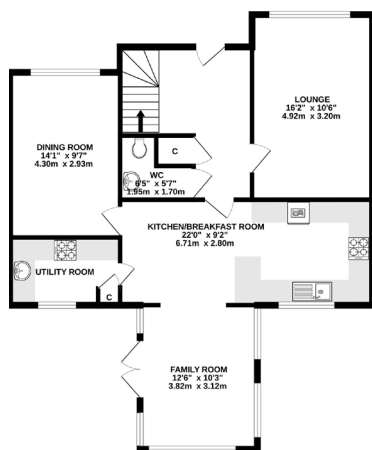 LOUNGE
16'2" x 10'6"
4.92m x 3.20m
DINING ROOM
14'1" x 9'7"
4.30m x 2.93m
C
WC
6'5" x 5'7"
1.95m x 1.70m
KITCHEN/BREAKFAST ROOM
22'0" x 9'2"
6.71m x 2.80m
UTILITY ROOM
C
FAMILY ROOM
12'6" x 10'3"
3.82m x 3.12m